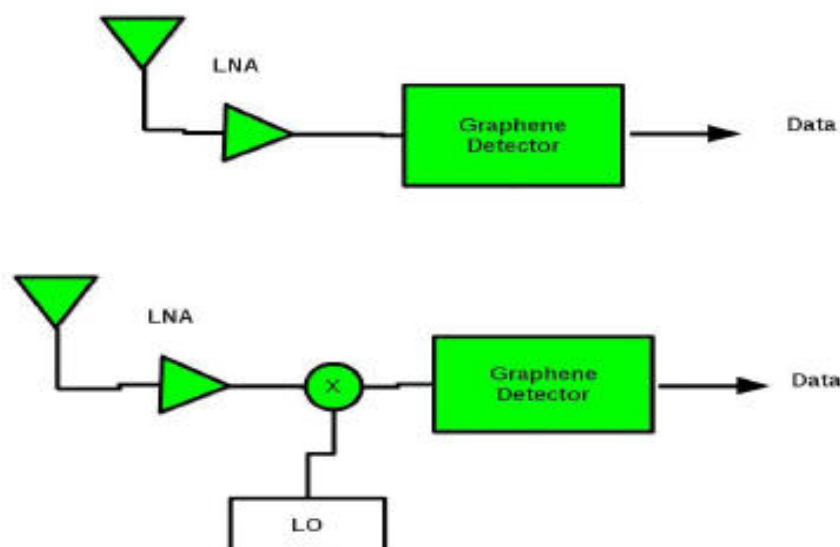 LNA
Graphene
Detector
Data
LNA
X
Graphene
Detector
Data
LO